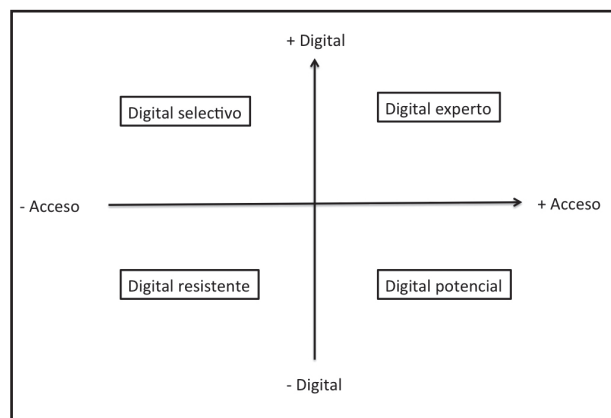 + Digital
Digital selectivo
Digital experto
- Acceso
+ Acceso
Digital resistente
Digital potencial
- Digital